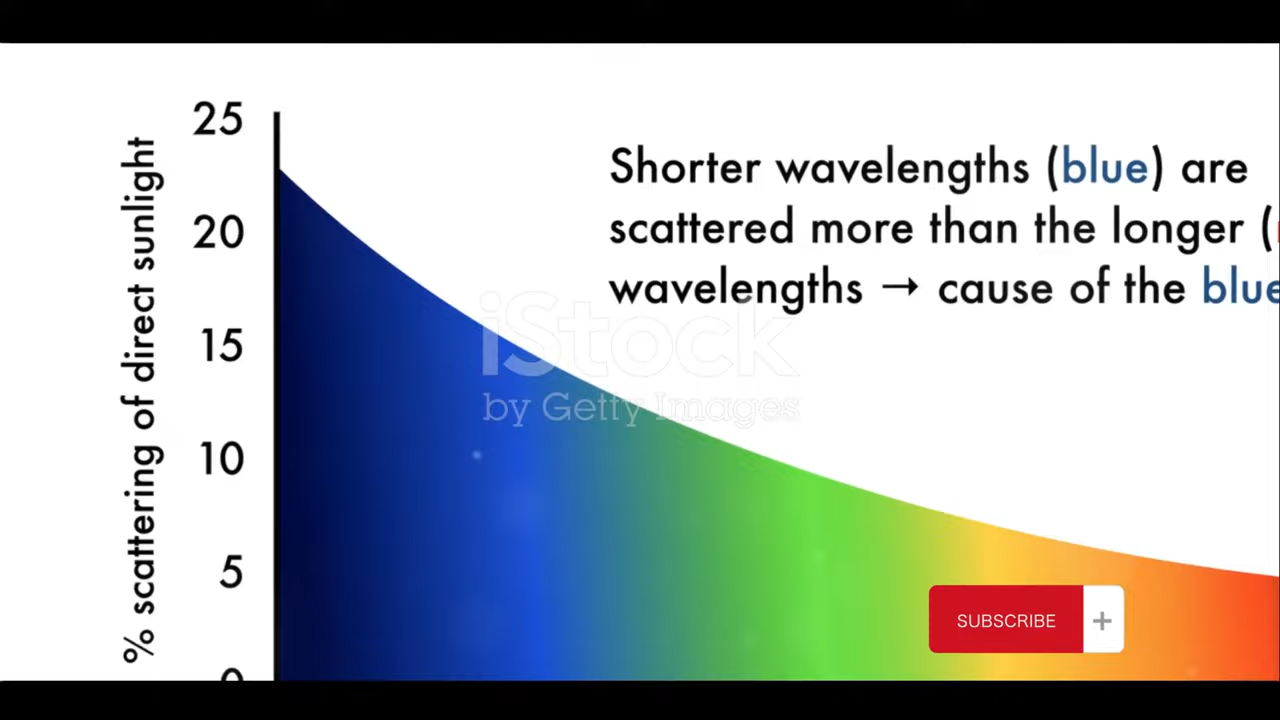 25
20
15
10
5
% scattering of direct sunlight
Shorter wavelengths (blue) are
scattered more than the longer (
wavelengths → cause of the blue
iStock
by Getty Images
SUBSCRIBE +